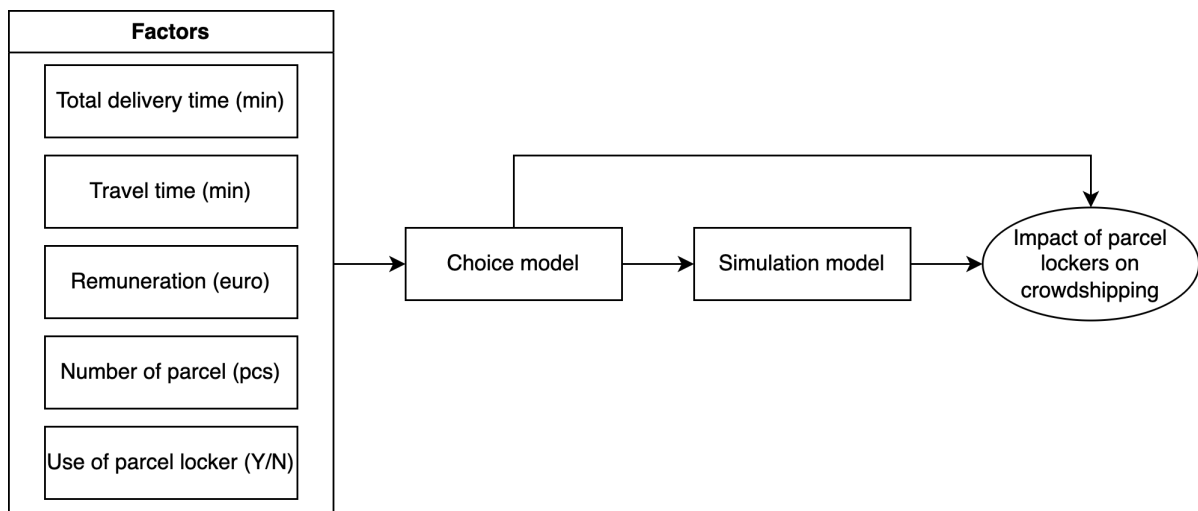 Factors
Total delivery time (min)
Travel time (min)
Remuneration (euro)
Number of parcel (pcs)
Use of parcel locker (Y/N)
Choice model
Simulation model
Impact of parcel
lockers on
crowdshipping